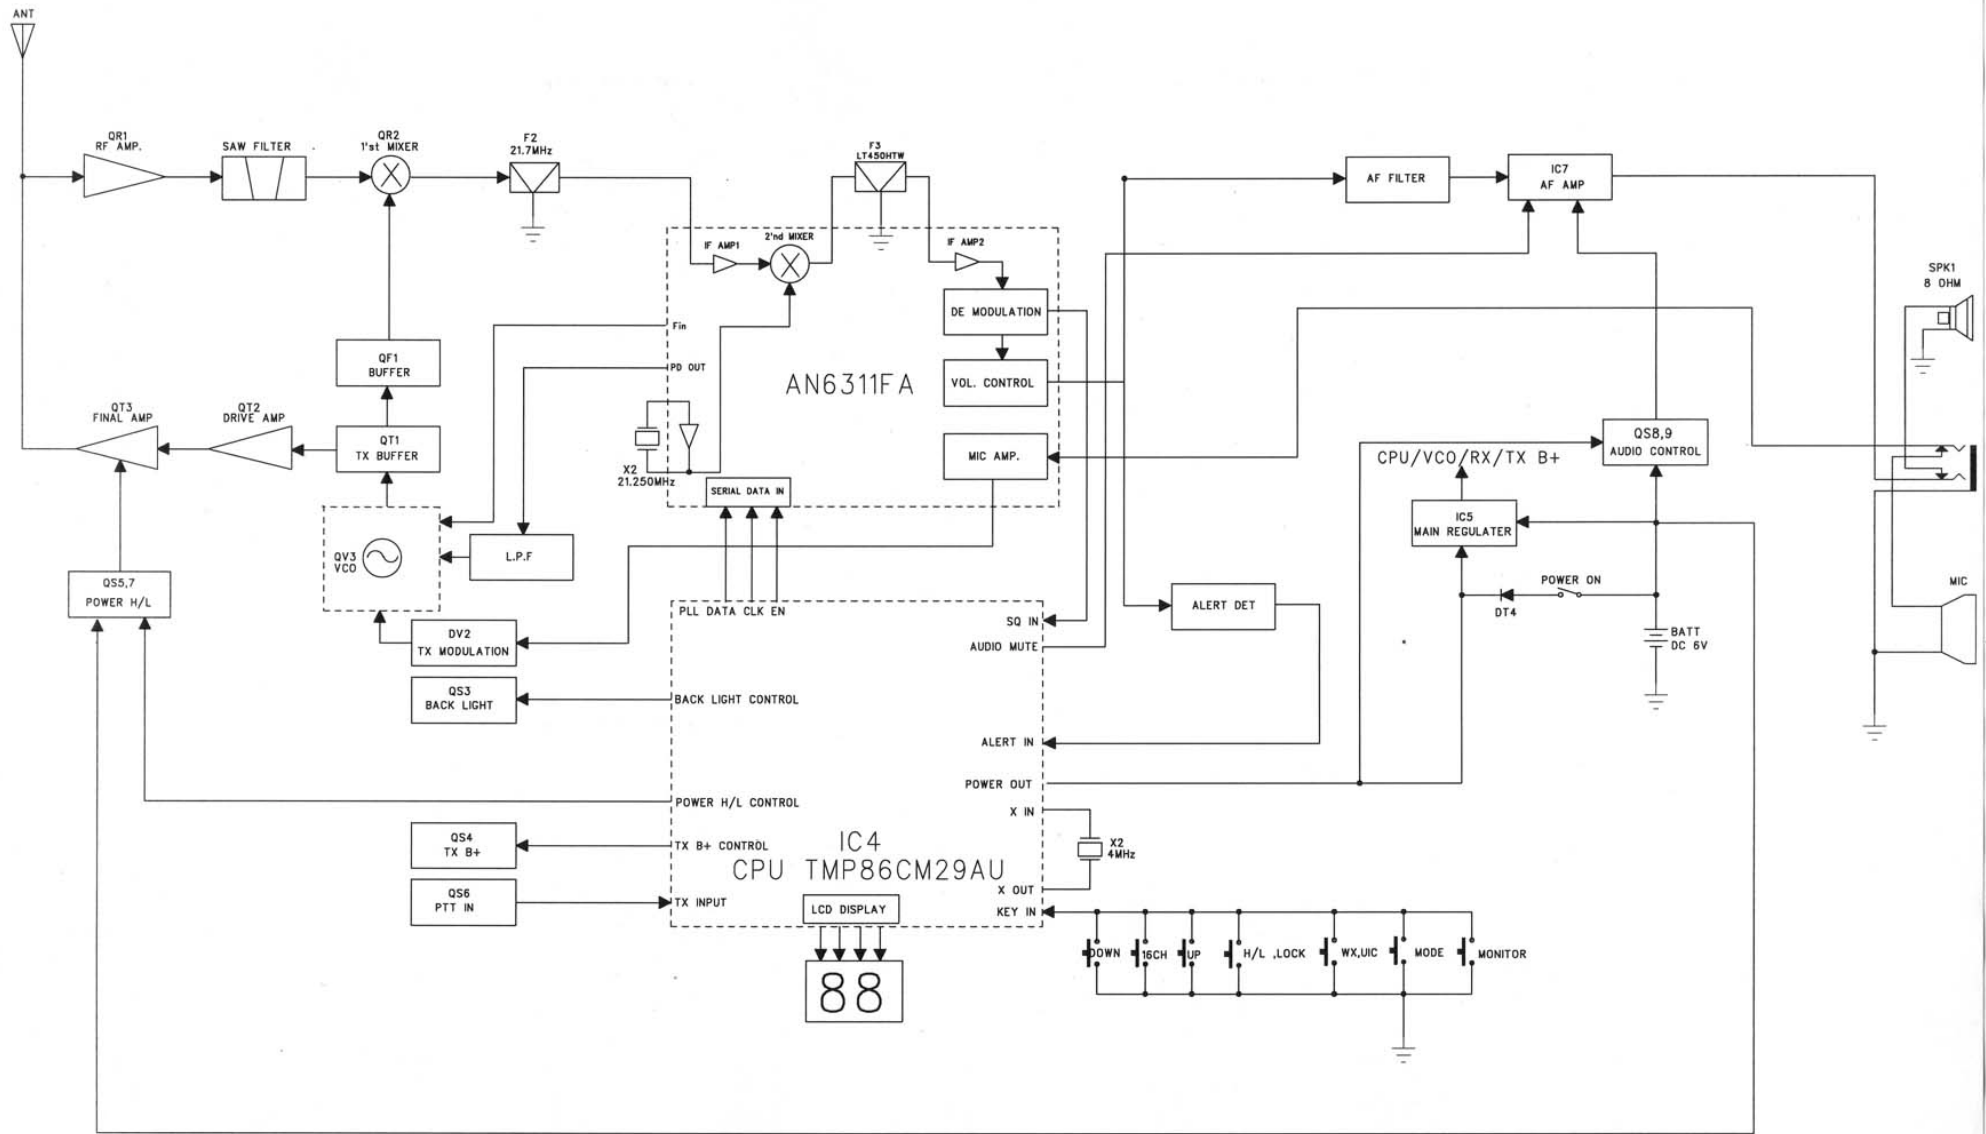 ANT
QR1
RF AMP.
SAW FILTER
QR2
1'st MIXER
F2
21.7MHz
F3
LT450HTW
AF FILTER
IC7
AF AMP
IF AMP1
2'nd MIXER
IF AMP2
SPK1
8 OHM
DE MODULATION
Fin
QF1
BUFFER
PD OUT
AN6311FA
VOL. CONTROL
QT3
FINAL AMP
QT2
DRIVE AMP
QT1
TX BUFFER
X2
21.250MHz
MIC AMP.
CPU/VCO/RX/TX B+
QS8,9
AUDIO CONTROL
SERIAL DATA IN
IC5
MAIN REGULATER
QV3
VCO
L.P.F
QS5,7
POWER H/L
PLL DATA CLK EN
SQ IN
ALERT DET
POWER ON
DT4
MIC
DV2
TX MODULATION
AUDIO MUTE
BATT
DC 6V
QS3
BACK LIGHT
BACK LIGHT CONTROL
ALERT IN
POWER OUT
POWER H/L CONTROL
X IN
QS4
TX B+
TX B+ CONTROL
IC4
CPU TMP86CM29AU
X2
4MHz
X OUT
QS6
PTT IN
TX INPUT
LCD DISPLAY
KEY IN
DOWN
16CH
UP
H/L ,LOCK
WX,UIC
MODE
MONITOR
88